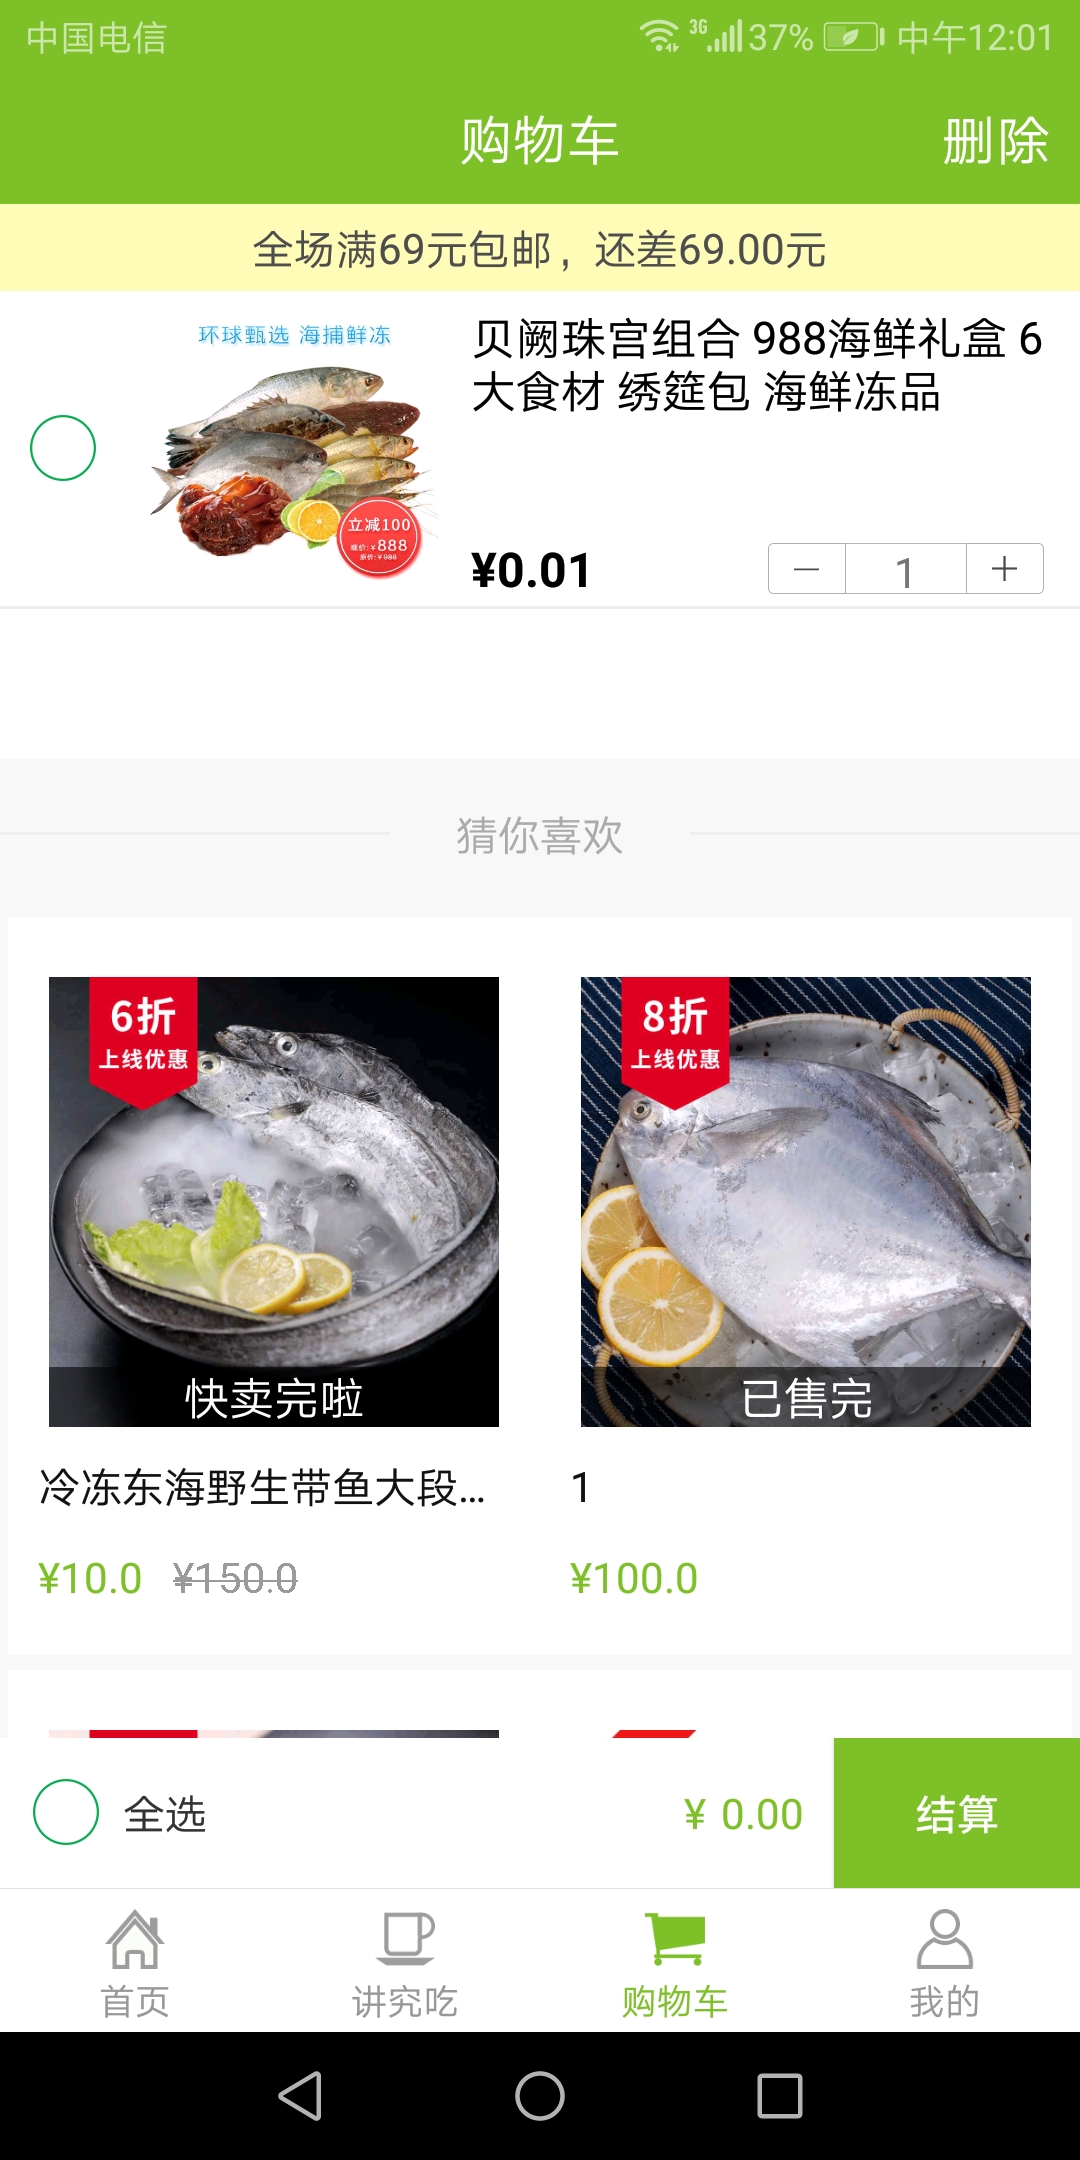 中国电信
3G
37%
中午12:01
购物车
删除
全场满69元包邮，还差69.00元
环球甄选 海捕鲜冻
立减100
现价:¥888
原价:¥988
贝阙珠宫组合 988海鲜礼盒 6
大食材 绣筵包 海鲜冻品
¥0.01
1
猜你喜欢
6折
上线优惠
快卖完啦
8折
上线优惠
已售完
冷冻东海野生带鱼大段...
1
¥10.0 ¥150.0
¥100.0
全选
¥ 0.00
结算
首页
讲究吃
购物车
我的